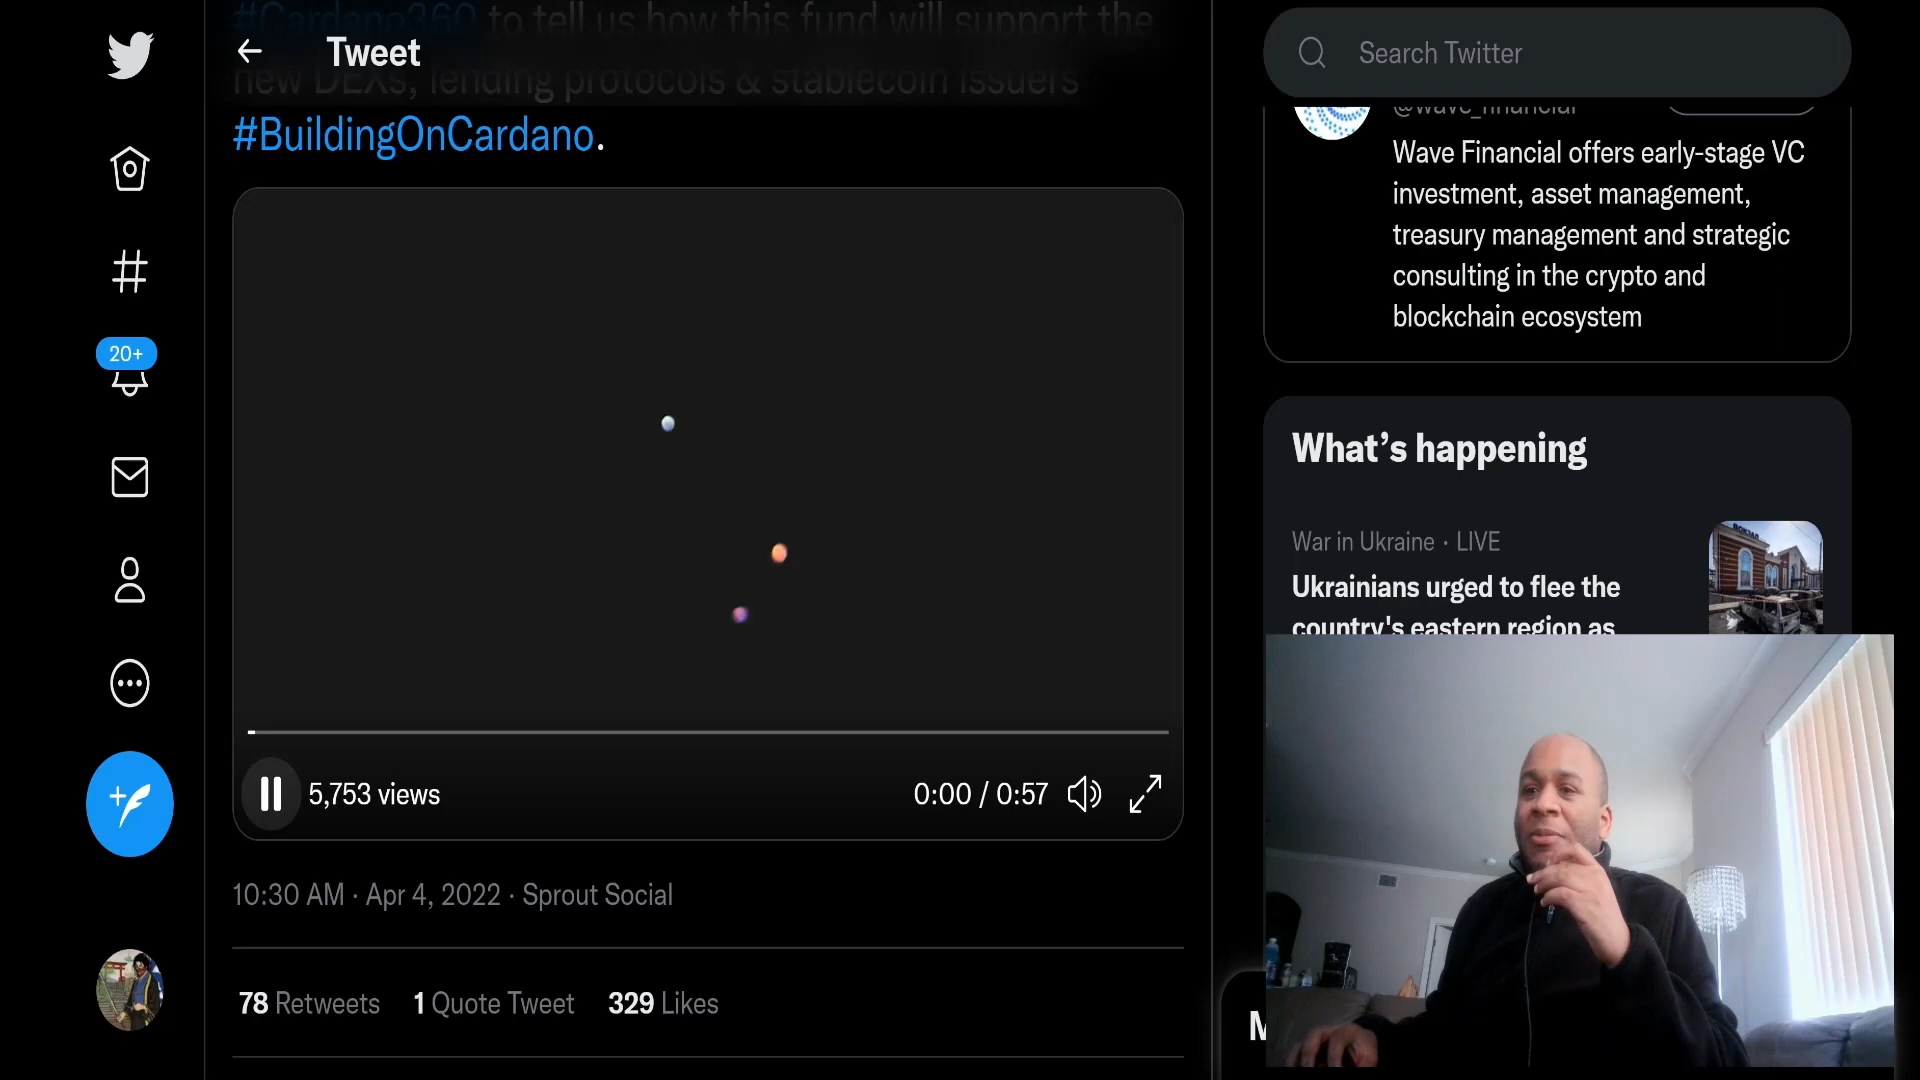 #Cardano360 to tell us how this fund will support the
Tweet
new DEXs, lending protocols & stablecoin issuers
#BuildingOnCardano.
5,753 views
0:00 / 0:57
10:30 AM · Apr 4, 2022 · Sprout Social
78 Retweets 1 Quote Tweet 329 Likes
20+
Search Twitter
@wave_financial
Wave Financial offers early-stage VC
investment, asset management,
treasury management and strategic
consulting in the crypto and
blockchain ecosystem
What's happening
War in Ukraine · LIVE
Ukrainians urged to flee the
country's eastern region as